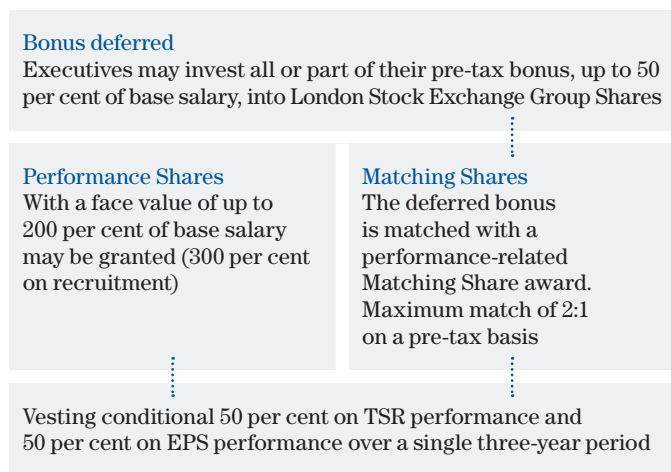 Bonus deferred
Executives may invest all or part of their pre-tax bonus, up to 50
per cent of base salary, into London Stock Exchange Group Shares
Performance Shares
With a face value of up to
200 per cent of base salary
may be granted (300 per cent
on recruitment)
Matching Shares
The deferred bonus
is matched with a
performance-related
Matching Share award.
Maximum match of 2:1
on a pre-tax basis
Vesting conditional 50 per cent on TSR performance and
50 per cent on EPS performance over a single three-year period